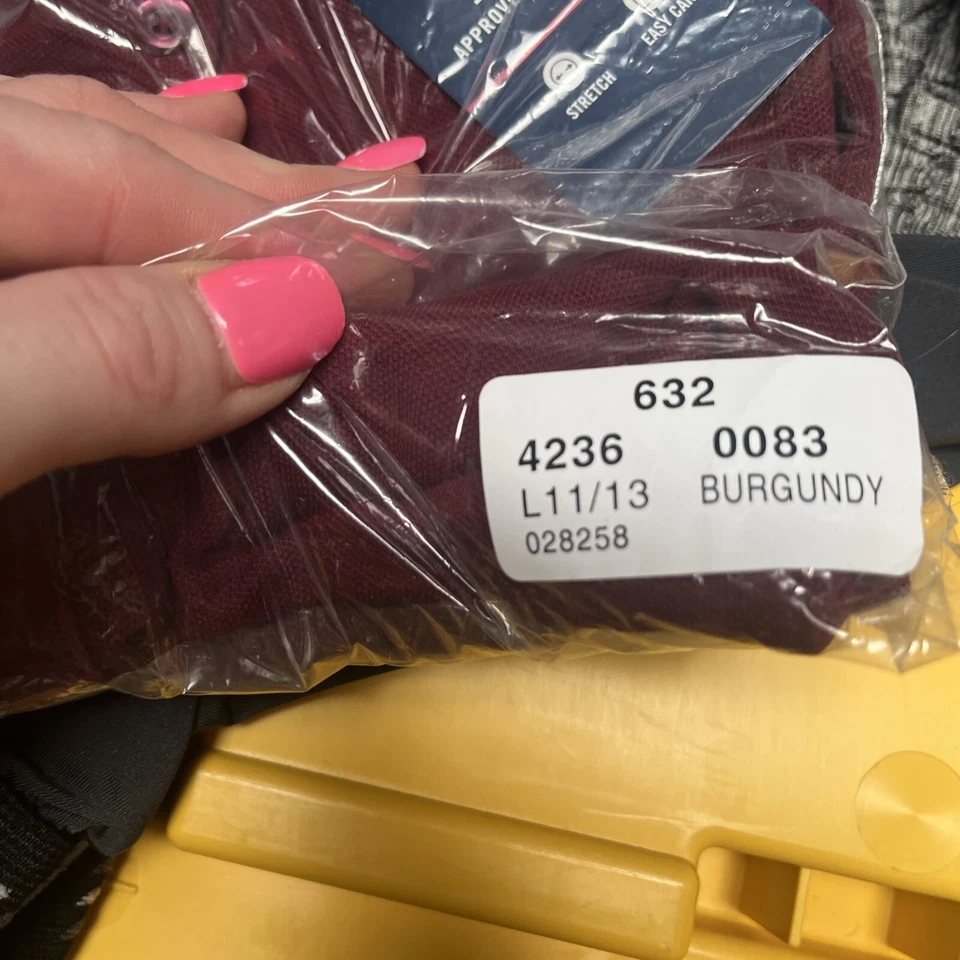 STRETCH
632
4236 0083
L11/13 BURGUNDY
028258